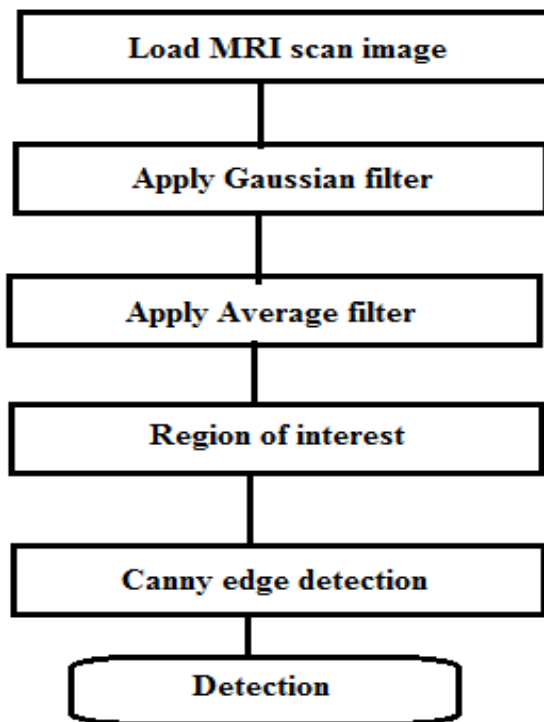 Load MRI scan image
Apply Gaussian filter
Apply Average filter
Region of interest
Canny edge detection
Detection